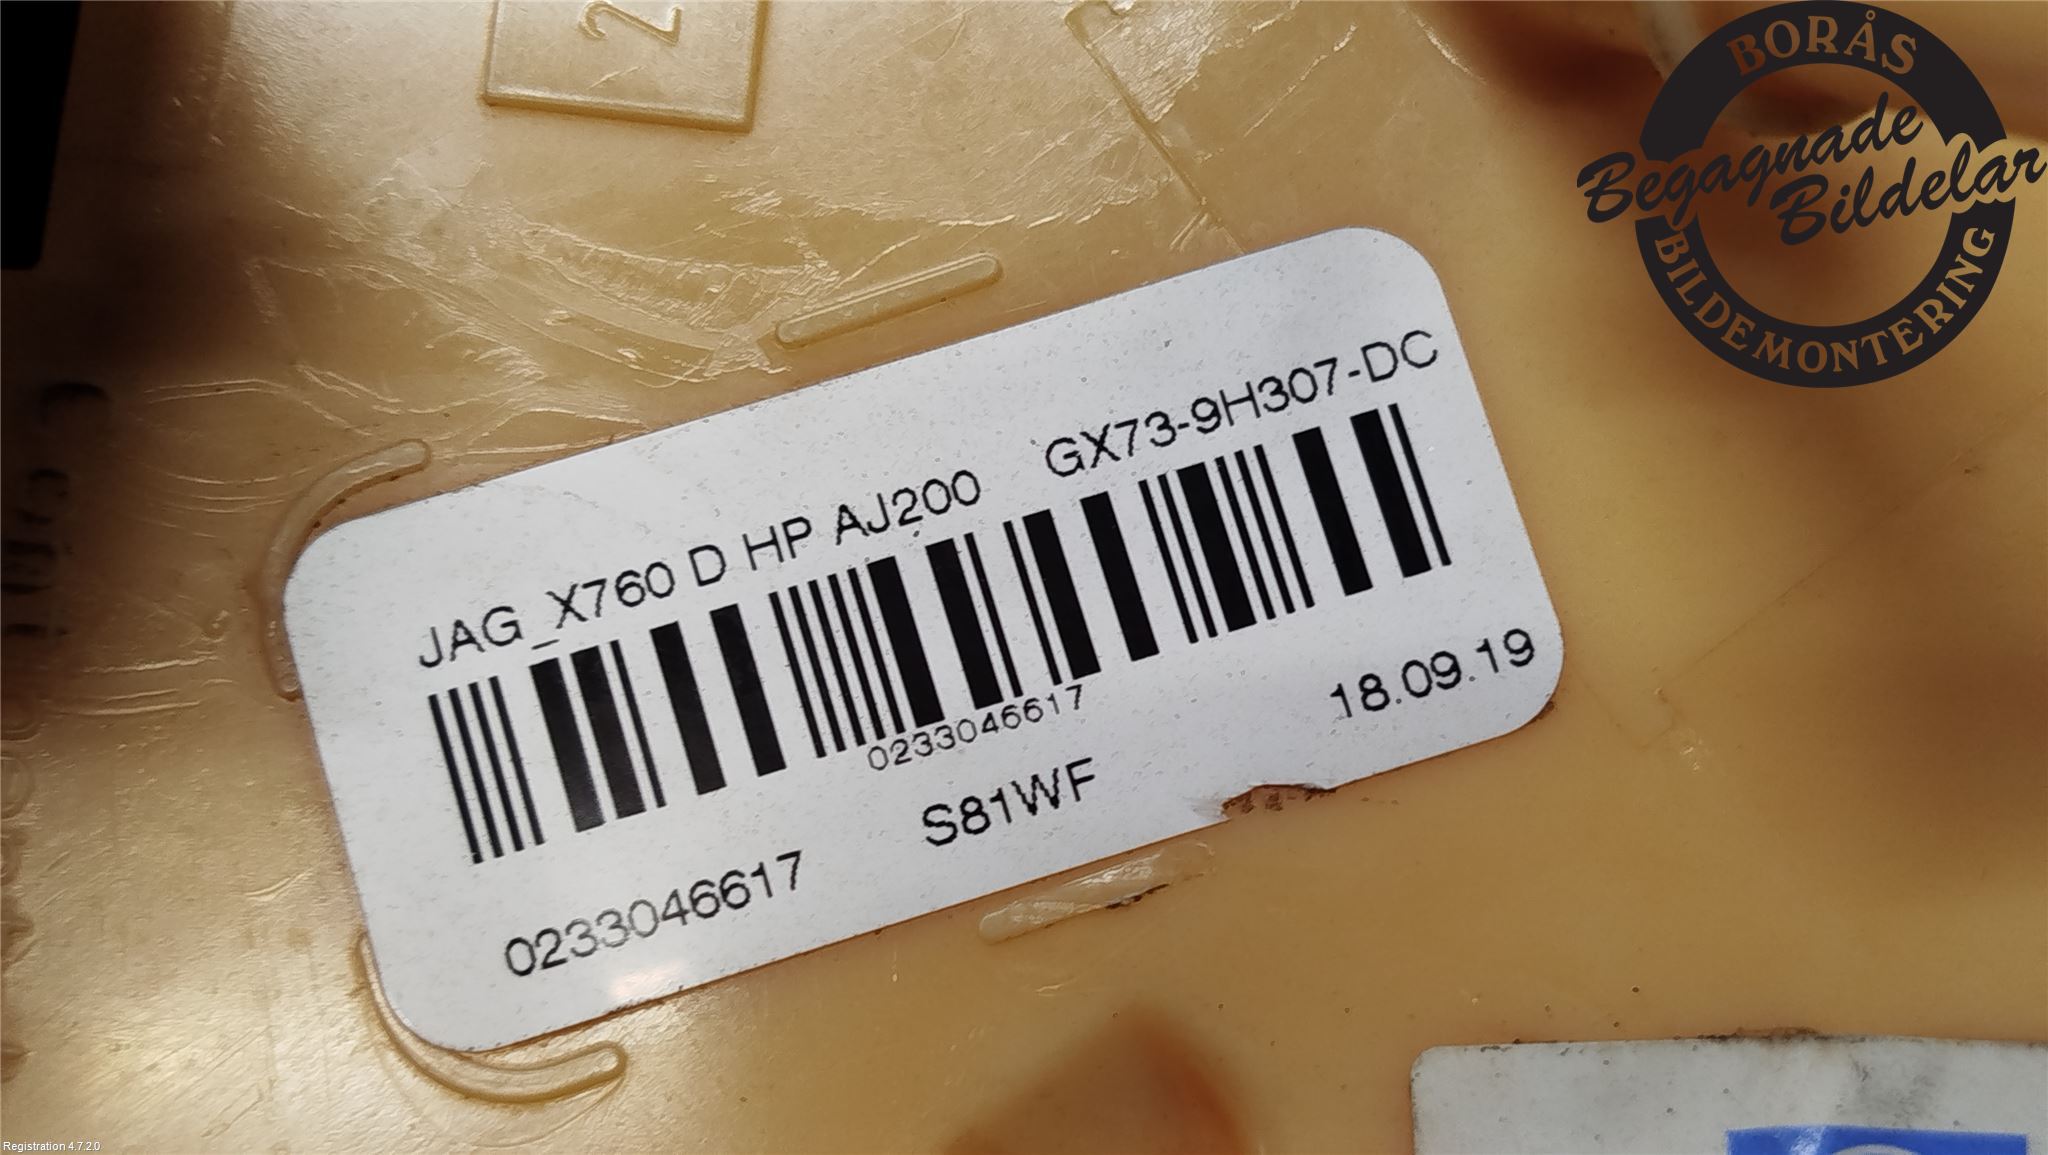 2
BORÅS
Begagnade
Bildelar
BILDEMONTERING
JAG_X760 D HP AJ200 GX73-9H307-DC
0233046617
18.09.19
S81WF
0233046617
Registration 4.7.2.0